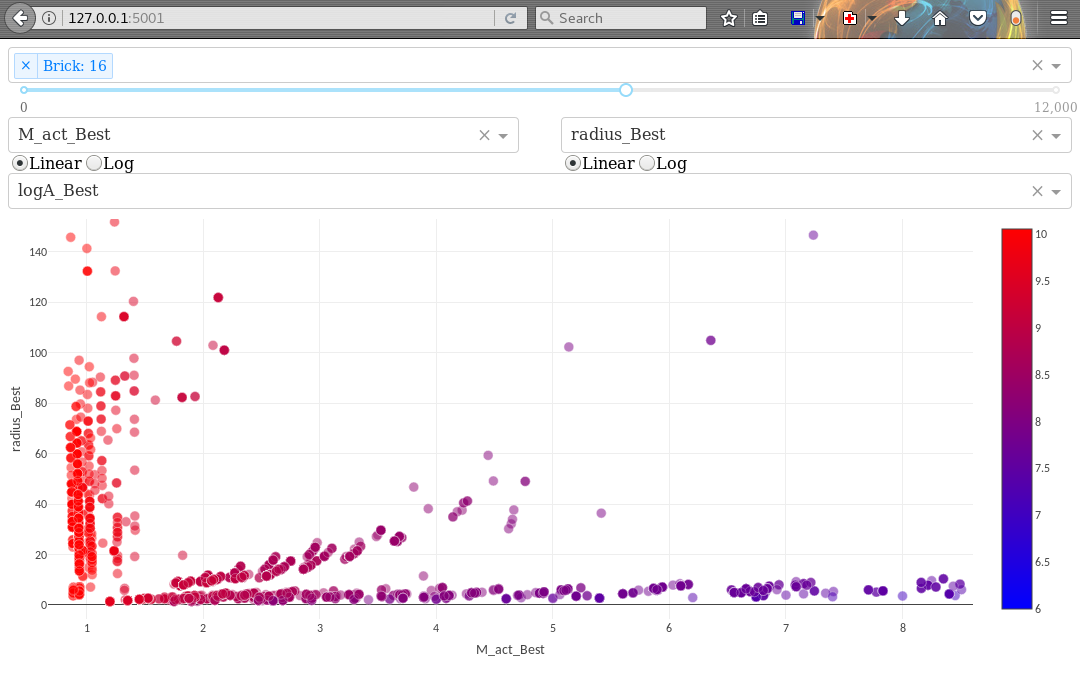 127.0.0.1:5001
Search
× Brick: 16
0
12,000
M_act_Best
radius_Best
Linear Log
Linear Log
logA_Best
140
120
100
80
60
40
20
0
radius_Best
1 2 3 4 5 6 7 8
M_act_Best
10
9.5
9
8.5
8
7.5
7
6.5
6